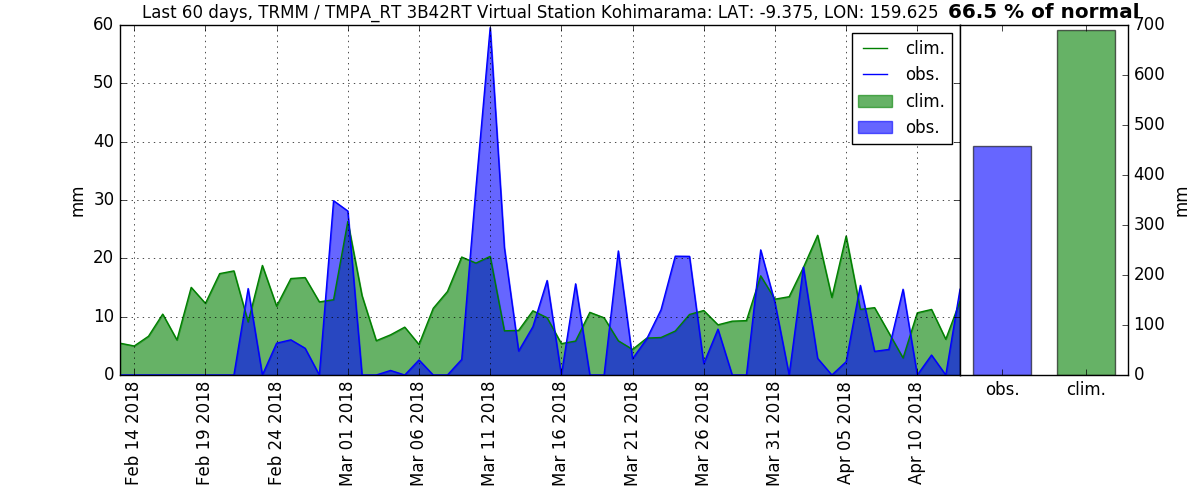 Last 60 days, TRMM / TMPA_RT 3B42RT Virtual Station Kohimarama: LAT: -9.375, LON: 159.625
66.5 % of normal
60
50
40
30
20
10
0
mm
clim.
obs.
clim.
obs.
700
600
500
400
300
200
100
0
mm
obs.
clim.
Feb 14 2018
Feb 19 2018
Feb 24 2018
Mar 01 2018
Mar 06 2018
Mar 11 2018
Mar 16 2018
Mar 21 2018
Mar 26 2018
Mar 31 2018
Apr 05 2018
Apr 10 2018